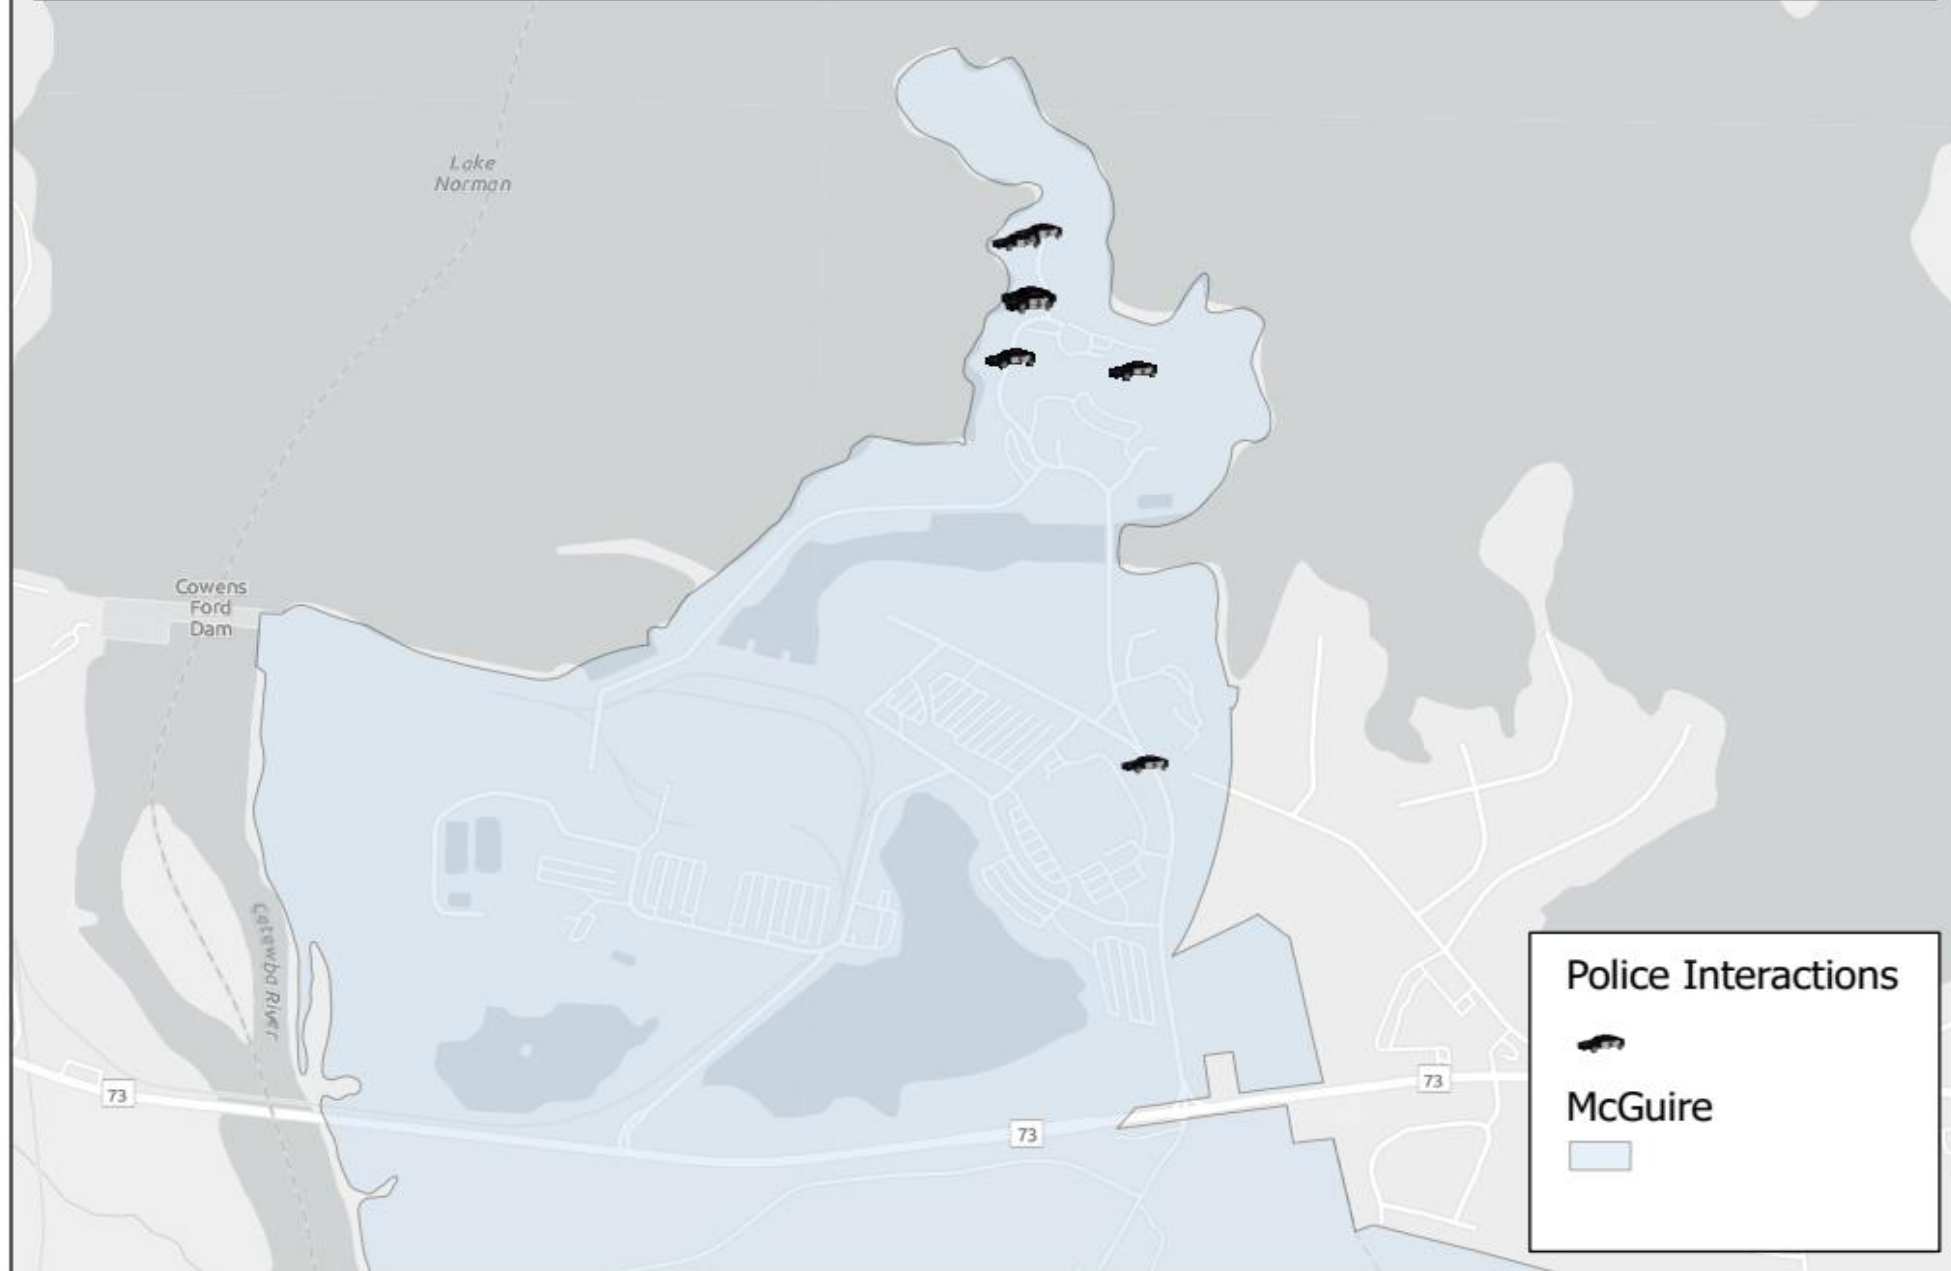 Lake
Norman
Cowens
Ford
Dam
Catawba River
73
73
73
Police Interactions
McGuire